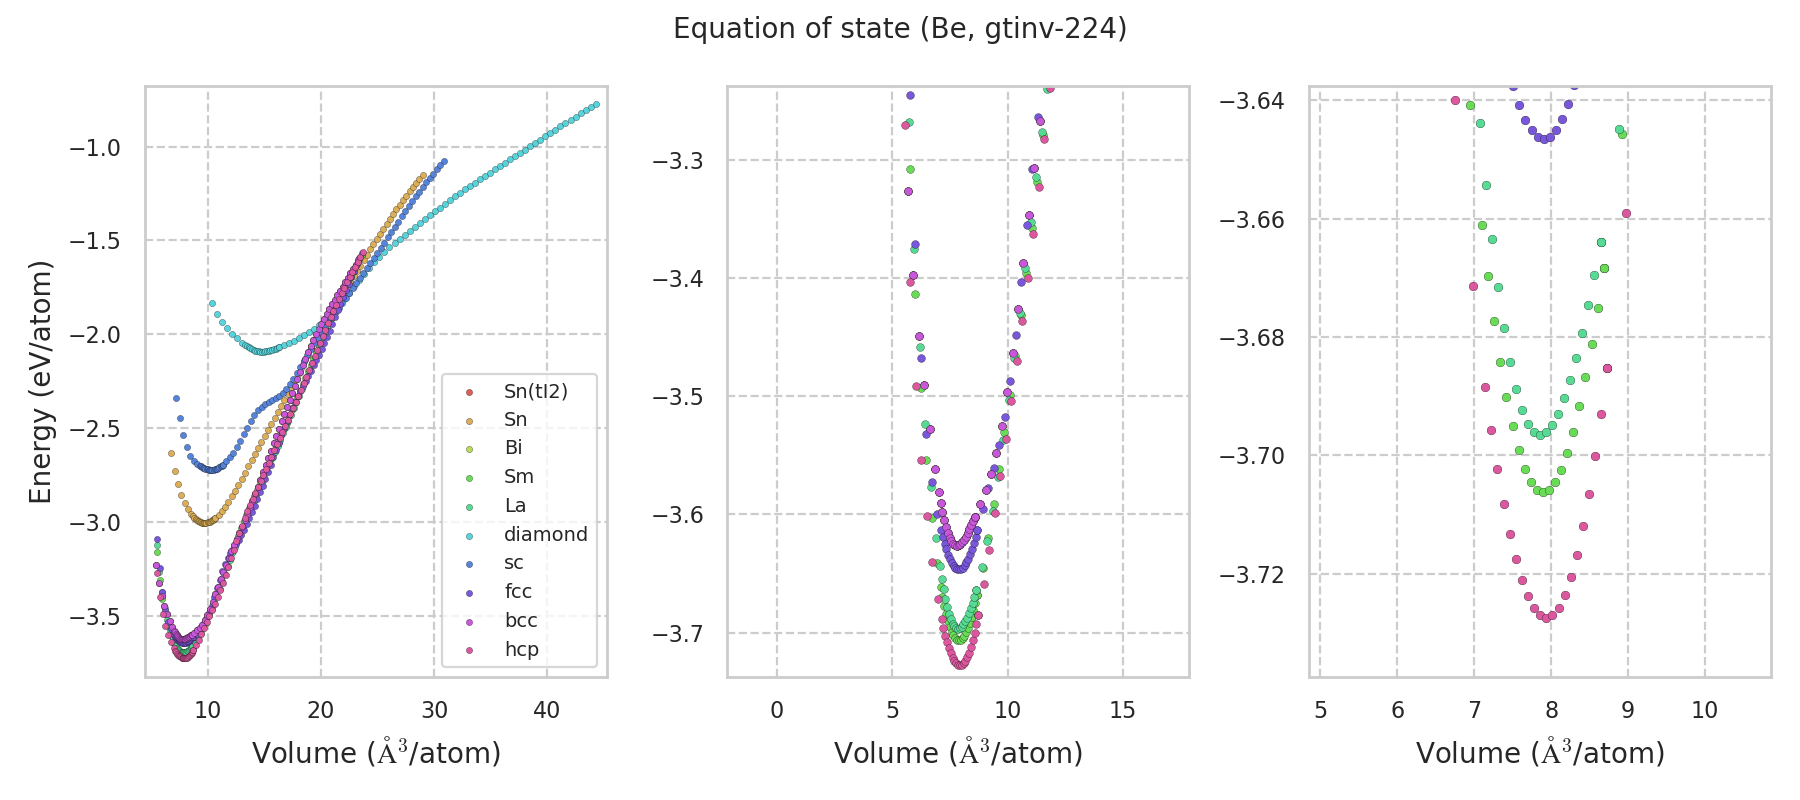 Equation of state (Be, gtinv-224)
Energy (eV/atom)
−1.0
−1.5
−2.0
−2.5
−3.0
−3.5
10
20
30
40
Volume (Å³/atom)
Sn(tI2)
Sn
Bi
Sm
La
diamond
sc
fcc
bcc
hcp
−3.3
−3.4
−3.5
−3.6
−3.7
0
5
10
15
Volume (Å³/atom)
−3.64
−3.66
−3.68
−3.70
−3.72
5
6
7
8
9
10
Volume (Å³/atom)